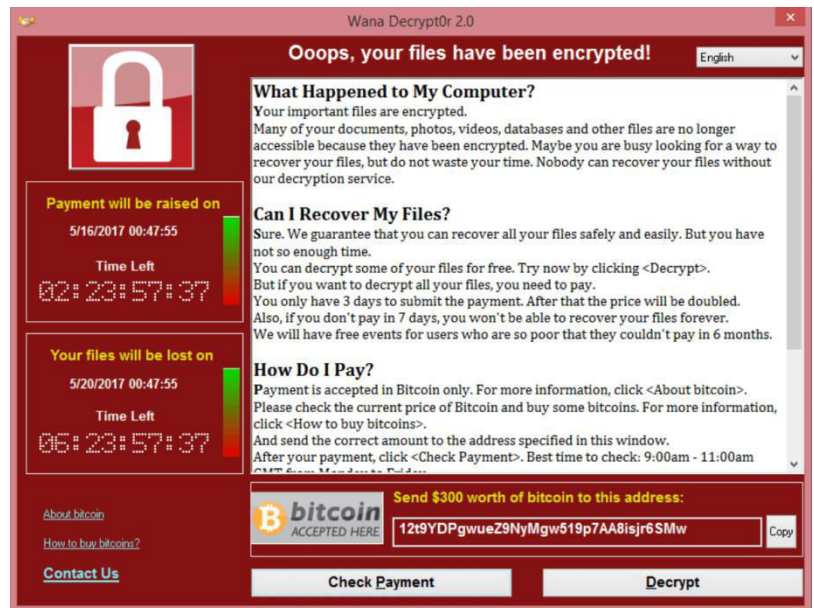 Wana Decrypt0r 2.0
Ooops, your files have been encrypted!
English
What Happened to My Computer?
Your important files are encrypted.
Many of your documents, photos, videos, databases and other files are no longer
accessible because they have been encrypted. Maybe you are busy looking for a way to
recover your files, but do not waste your time. Nobody can recover your files without
our decryption service.
Can I Recover My Files?
Sure. We guarantee that you can recover all your files safely and easily. But you have
not so enough time.
You can decrypt some of your files for free. Try now by clicking <Decrypt>.
But if you want to decrypt all your files, you need to pay.
You only have 3 days to submit the payment. After that the price will be doubled.
Also, if you don't pay in 7 days, you won't be able to recover your files forever.
We will have free events for users who are so poor that they couldn't pay in 6 months.
How Do I Pay?
Payment is accepted in Bitcoin only. For more information, click <About bitcoin>.
Please check the current price of Bitcoin and buy some bitcoins. For more information,
click <How to buy bitcoins>.
And send the correct amount to the address specified in this window.
After your payment, click <Check Payment>. Best time to check: 9:00am - 11:00am
GMT from Monday to Friday.
Payment will be raised on
5/16/2017 00:47:55
Time Left
02:23:57:37
Your files will be lost on
5/20/2017 00:47:55
Time Left
06:23:57:37
About bitcoin
How to buy bitcoins?
Contact Us
bitcoin
ACCEPTED HERE
Send $300 worth of bitcoin to this address:
12t9YDPgwueZ9NyMgw519p7AA8isjr6SMw
Copy
Check Payment
Decrypt